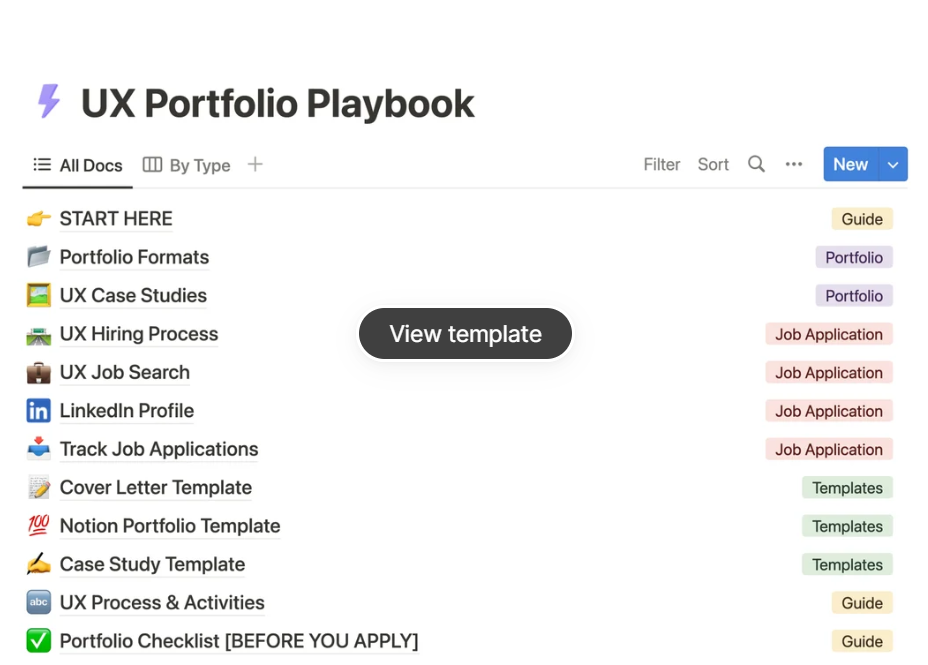 UX Portfolio Playbook
All Docs By Type Filter Sort New
START HERE Guide
Portfolio Formats Portfolio
UX Case Studies Portfolio
UX Hiring Process Job Application
View template
UX Job Search Job Application
in LinkedIn Profile Job Application
Track Job Applications Job Application
Cover Letter Template Templates
100 Notion Portfolio Template Templates
Case Study Template Templates
abc UX Process & Activities Guide
Portfolio Checklist [BEFORE YOU APPLY] Guide